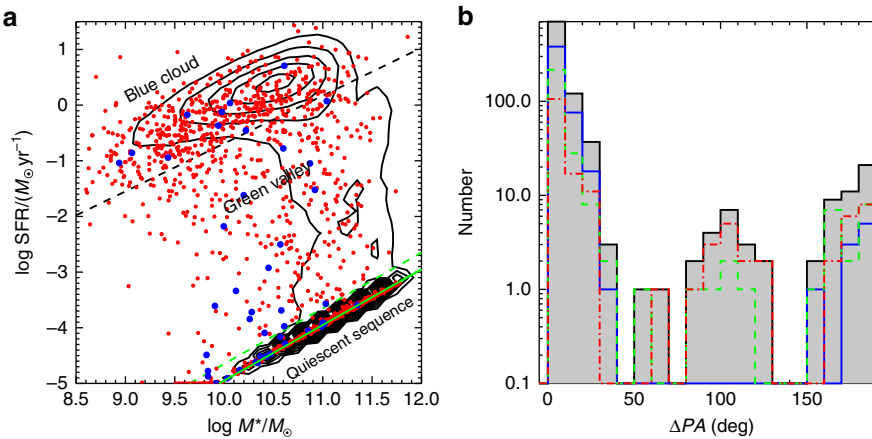 a
b
Blue cloud
Green valley
Quiescent sequence
log SFR/(M⊙ yr⁻¹)
1
0
−1
−2
−3
−4
−5
8.5 9.0 9.5 10.0 10.5 11.0 11.5 12.0
log M*/M⊙
Number
100.0
10.0
1.0
0.1
0 50 100 150
ΔPA (deg)